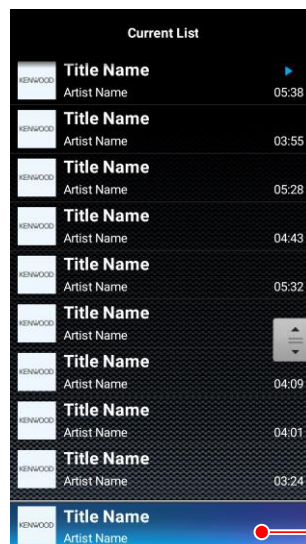 Current List
KENWOOD
Title Name
Artist Name 05:38
KENWOOD
Title Name
Artist Name 03:55
KENWOOD
Title Name
Artist Name 05:28
KENWOOD
Title Name
Artist Name 04:43
KENWOOD
Title Name
Artist Name 05:32
KENWOOD
Title Name
Artist Name
KENWOOD
Title Name
Artist Name 04:09
KENWOOD
Title Name
Artist Name 04:01
KENWOOD
Title Name
Artist Name 03:24
KENWOOD
Title Name
Artist Name